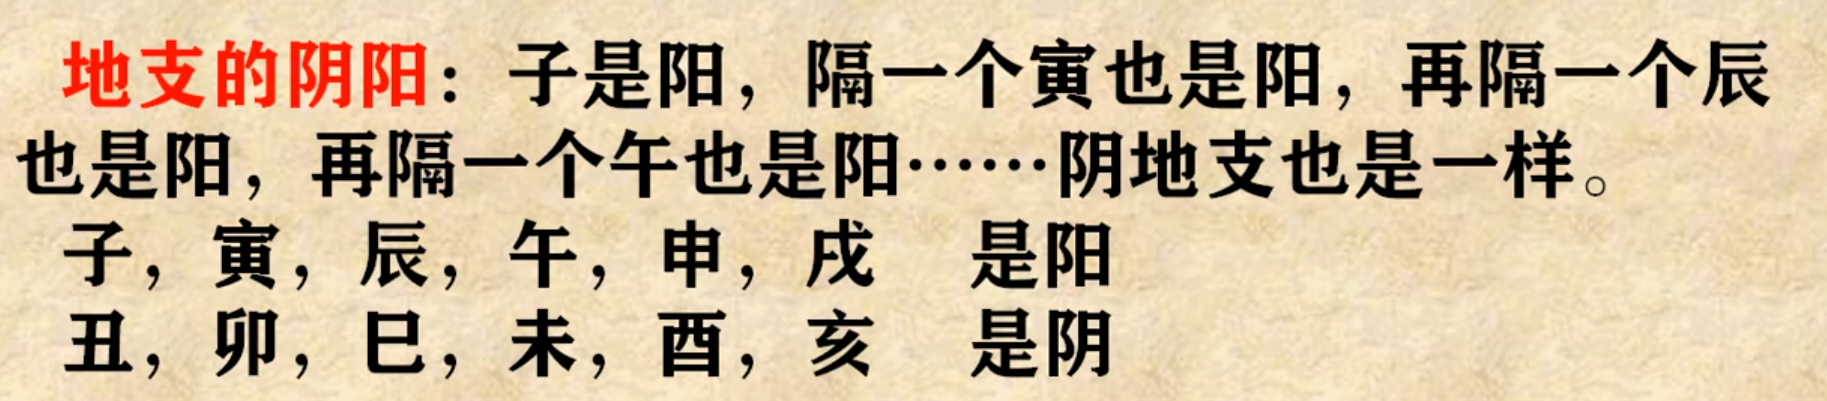 地支的阴阳：子是阳，隔一个寅也是阳，再隔一个辰
也是阳，再隔一个午也是阳……阴地支也是一样。
子，寅，辰，午，申，戌　是阳
丑，卯，巳，未，酉，亥　是阴